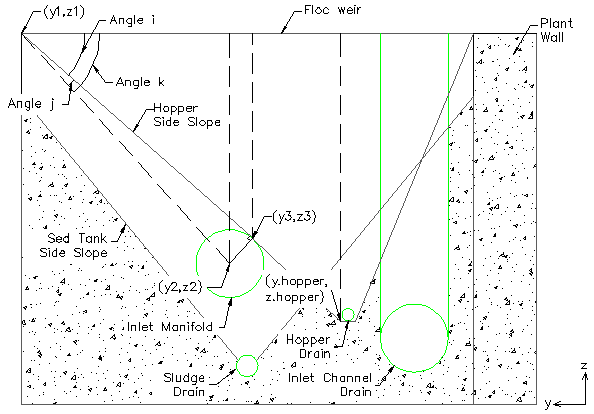 (y1,z1)
Floc weir
Angle i
Plant
Wall
Angle k
Angle j
Hopper
Side Slope
(y3,z3)
Sed Tank
Side Slope
(y2,z2)
(y.hopper,
z.hopper)
Inlet Manifold
Hopper
Drain
Sludge
Drain
Inlet Channel
Drain
z
y